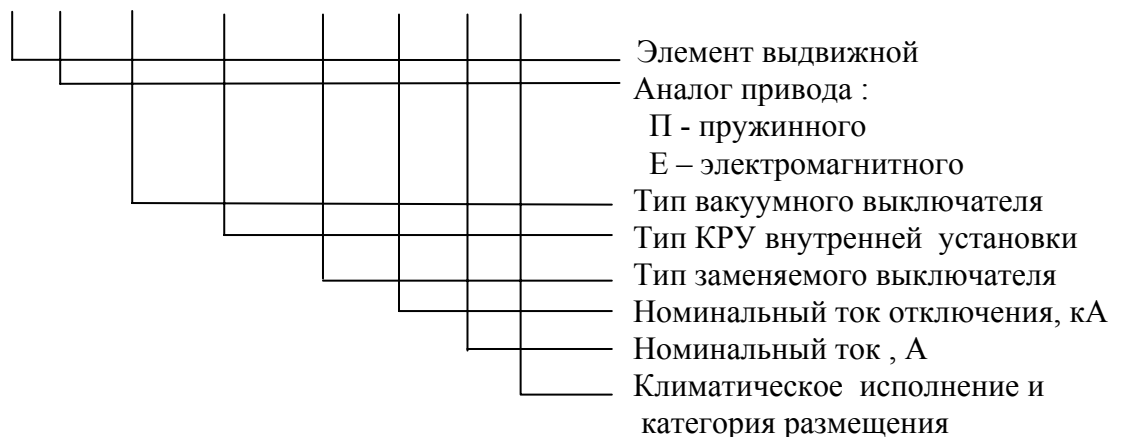 Элемент выдвижной
Аналог привода :
П - пружинного
Е – электромагнитного
Тип вакуумного выключателя
Тип КРУ внутренней установки
Тип заменяемого выключателя
Номинальный ток отключения, кА
Номинальный ток , А
Климатическое исполнение и
категория размещения